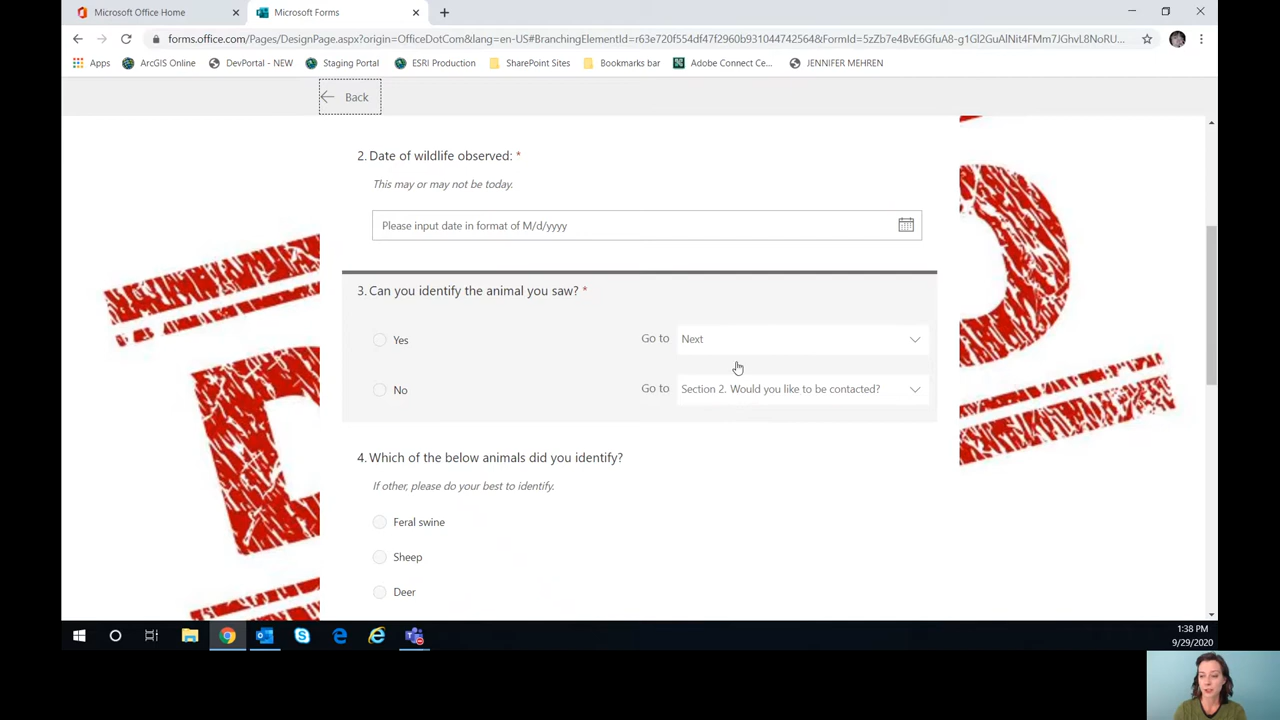 Microsoft Office Home
Microsoft Forms
forms.office.com/Pages/DesignPage.aspx?origin=OfficeDotCom&lang=en-US#BranchingElementId=r63e720f554df47f2960b9310447425664&FormId=5zZb7e4BvE6GfuA8-g1Gl2GuAlNit4FMm7JGhvL8NoRU...
Apps
ArcGIS Online
DevPortal - NEW
Staging Portal
ESRI Production
SharePoint Sites
Bookmarks bar
Adobe Connect Ce...
JENNIFER MEHREN
Back
2. Date of wildlife observed: *
This may or may not be today.
Please input date in format of M/d/yyyy
3. Can you identify the animal you saw? *
Yes
Go to
Next
No
Go to
Section 2. Would you like to be contacted?
4. Which of the below animals did you identify?
If other, please do your best to identify.
Feral swine
Sheep
Deer
1:38 PM
9/29/2020